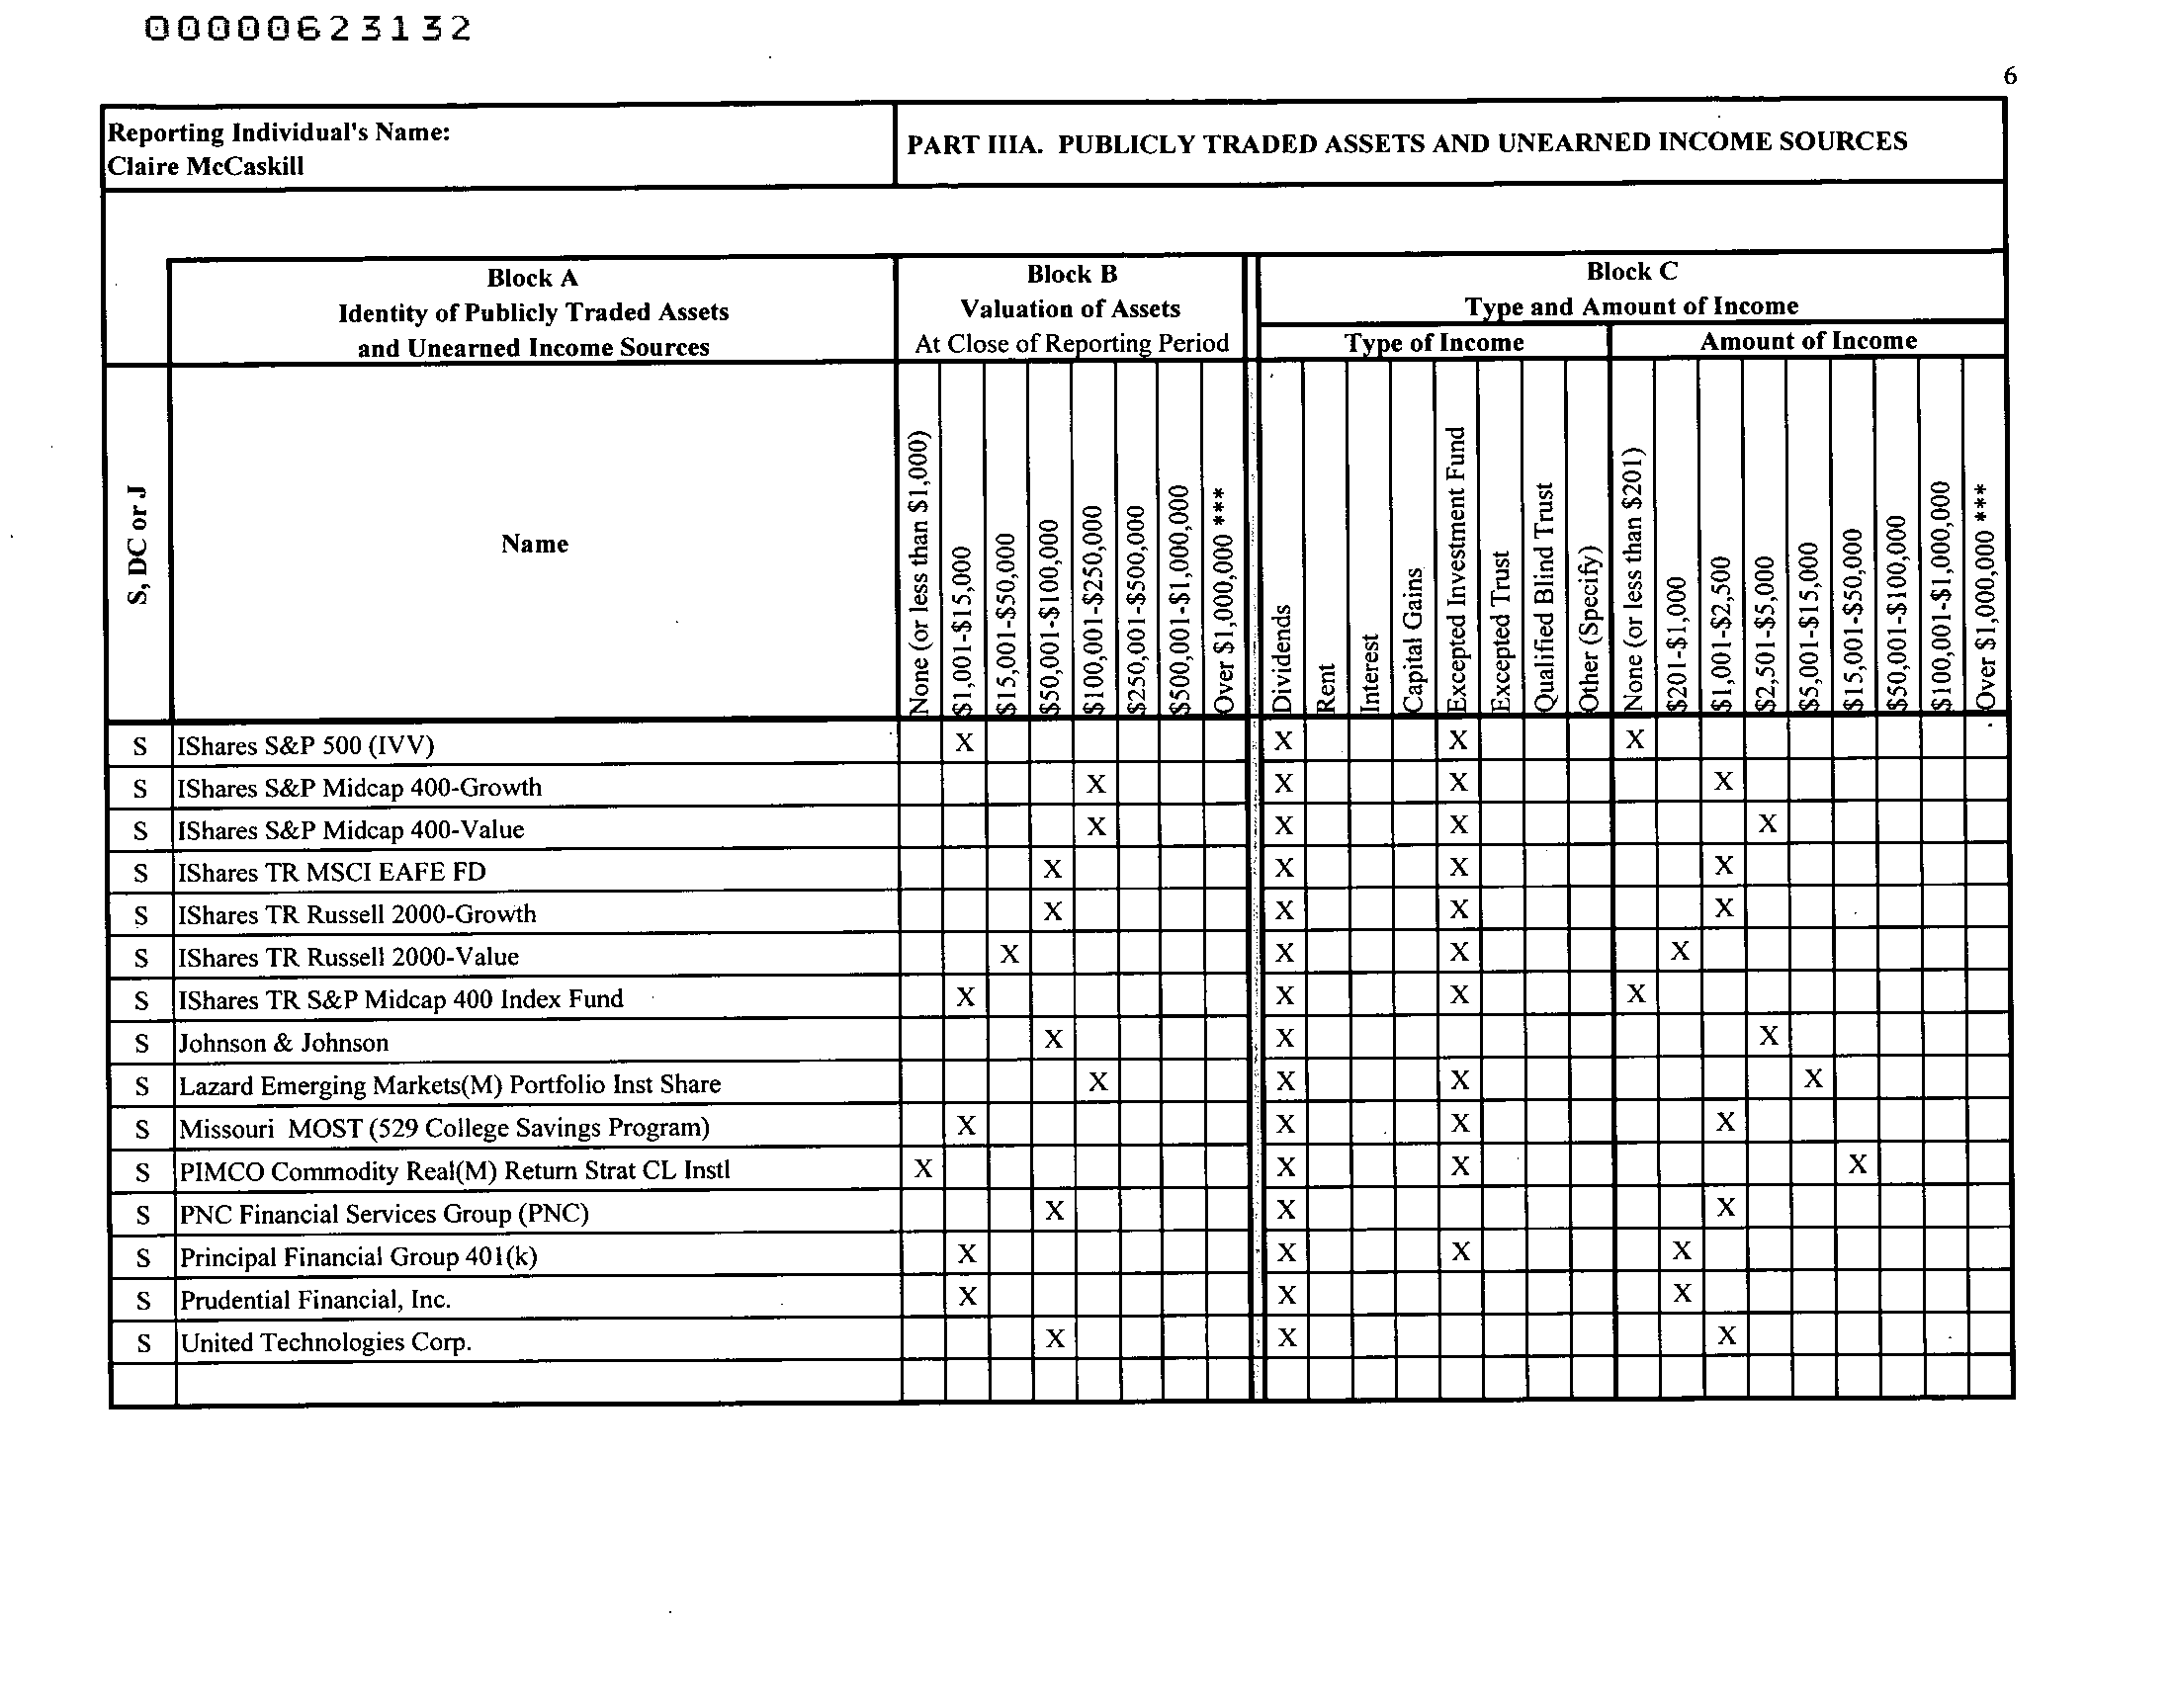 00000623132
6
Reporting Individual's Name:
Claire McCaskill
PART IIIA. PUBLICLY TRADED ASSETS AND UNEARNED INCOME SOURCES
Block A
Identity of Publicly Traded Assets
and Unearned Income Sources
Block B
Valuation of Assets
At Close of Reporting Period
Block C
Type and Amount of Income
Type of Income
Amount of Income
S, DC or J
Name
None (or less than $1,000)
$1,001-$15,000
$15,001-$50,000
$50,001-$100,000
$100,001-$250,000
$250,001-$500,000
$500,001-$1,000,000
Over $1,000,000 ***
Dividends
Rent
Interest
Capital Gains
Excepted Investment Fund
Excepted Trust
Qualified Blind Trust
Other (Specify)
None (or less than $201)
$201-$1,000
$1,001-$2,500
$2,501-$5,000
$5,001-$15,000
$15,001-$50,000
$50,001-$100,000
$100,001-$1,000,000
Over $1,000,000 ***
S IShares S&P 500 (IVV) X X X X
S IShares S&P Midcap 400-Growth X X X X
S IShares S&P Midcap 400-Value X X X X
S IShares TR MSCI EAFE FD X X X X
S IShares TR Russell 2000-Growth X X X X
S IShares TR Russell 2000-Value X X X X
S IShares TR S&P Midcap 400 Index Fund X X X X
S Johnson & Johnson X X X
S Lazard Emerging Markets(M) Portfolio Inst Share X X X X
S Missouri MOST (529 College Savings Program) X X X X
S PIMCO Commodity Real(M) Return Strat CL Instl X X X X
S PNC Financial Services Group (PNC) X X X
S Principal Financial Group 401(k) X X X X
S Prudential Financial, Inc. X X X
S United Technologies Corp. X X X